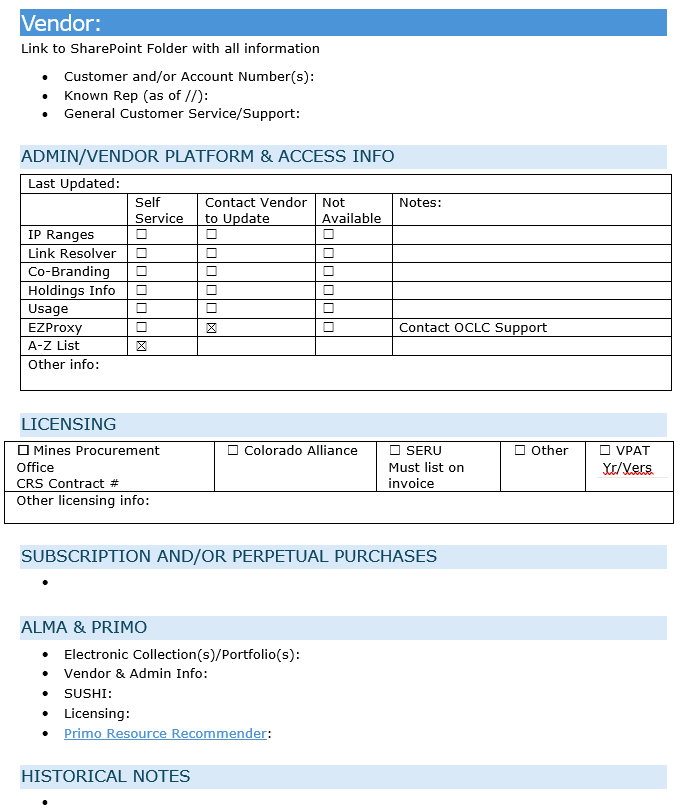 Vendor:
Link to SharePoint Folder with all information
• Customer and/or Account Number(s):
• Known Rep (as of //):
• General Customer Service/Support:
ADMIN/VENDOR PLATFORM & ACCESS INFO
Last Updated:
Self Service Contact Vendor to Update Not Available Notes:
IP Ranges ☐ ☐ ☐
Link Resolver ☐ ☐ ☐
Co-Branding ☐ ☐ ☐
Holdings Info ☐ ☐ ☐
Usage ☐ ☐ ☐
EZProxy ☐ ☒ ☐ Contact OCLC Support
A-Z List ☒
Other info:
LICENSING
☐ Mines Procurement
Office
CRS Contract #
☐ Colorado Alliance
☐ SERU
Must list on
invoice
☐ Other
☐ VPAT
Yr/Vers
Other licensing info:
SUBSCRIPTION AND/OR PERPETUAL PURCHASES
•
ALMA & PRIMO
• Electronic Collection(s)/Portfolio(s):
• Vendor & Admin Info:
• SUSHI:
• Licensing:
• Primo Resource Recommender:
HISTORICAL NOTES
•